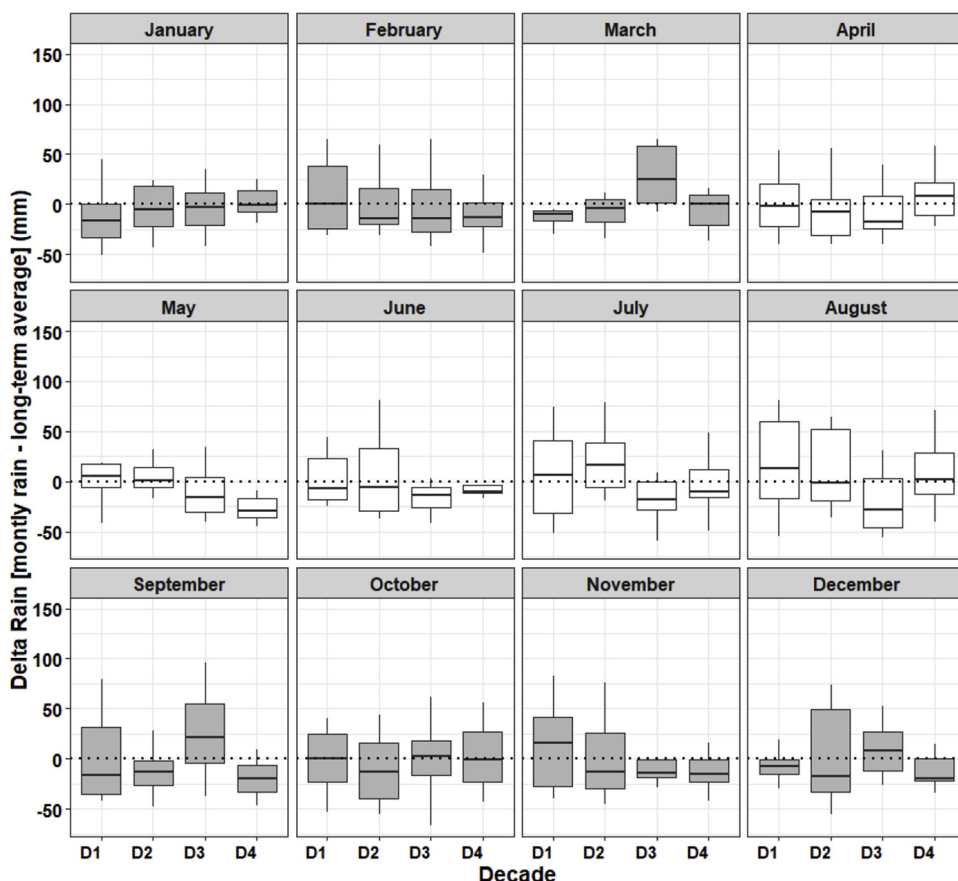 January February March April
150
100
50
0
-50
May June July August
150
100
50
0
-50
September October November December
150
100
50
0
-50
D1 D2 D3 D4 D1 D2 D3 D4 D1 D2 D3 D4 D1 D2 D3 D4
Decade
Delta Rain [montly rain - long-term average] (mm)